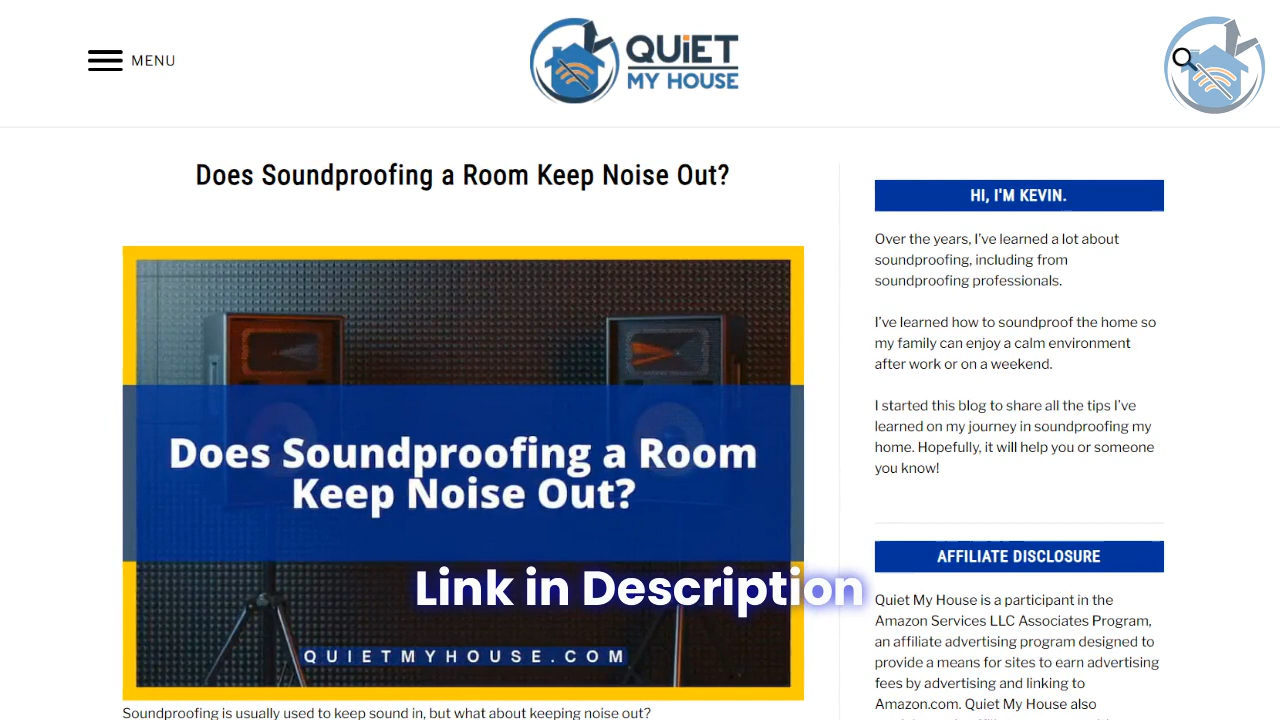 MENU
QUiET
MY HOUSE
Does Soundproofing a Room Keep Noise Out?
Does Soundproofing a Room
Keep Noise Out?
Link in Description
QUIETMYHOUSE.COM
Soundproofing is usually used to keep sound in, but what about keeping noise out?
HI, I'M KEVIN.
Over the years, I've learned a lot about
soundproofing, including from
soundproofing professionals.
I've learned how to soundproof the home so
my family can enjoy a calm environment
after work or on a weekend.
I started this blog to share all the tips I've
learned on my journey in soundproofing my
home. Hopefully, it will help you or someone
you know!
AFFILIATE DISCLOSURE
Quiet My House is a participant in the
Amazon Services LLC Associates Program,
an affiliate advertising program designed to
provide a means for sites to earn advertising
fees by advertising and linking to
Amazon.com. Quiet My House also